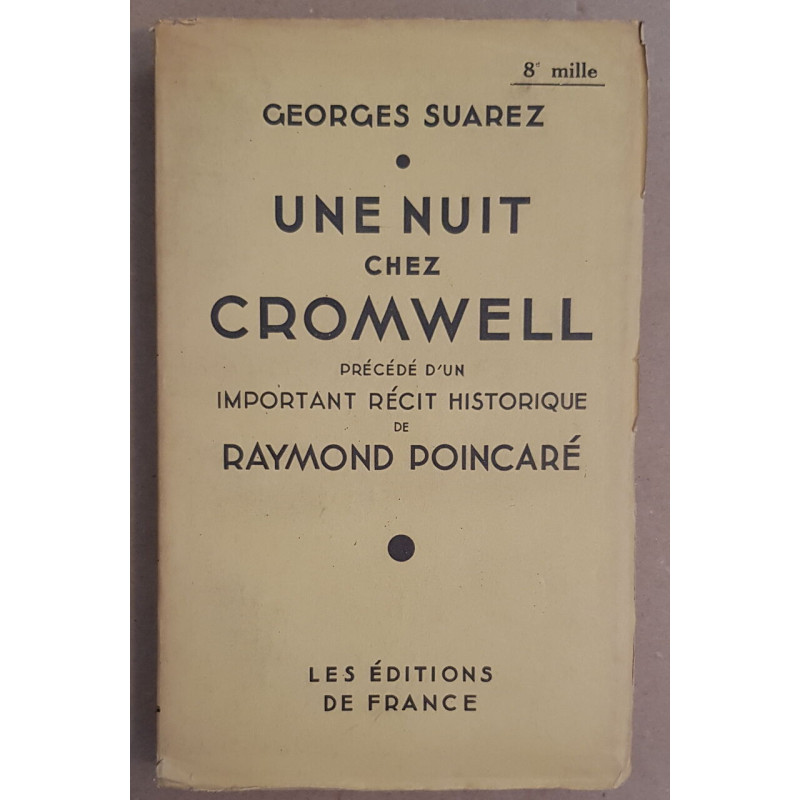 8e mille
GEORGES SUAREZ
UNE NUIT
CHEZ
CROMWELL
PRÉCÉDÉ D'UN
IMPORTANT RÉCIT HISTORIQUE
DE
RAYMOND POINCARÉ
LES ÉDITIONS
DE FRANCE